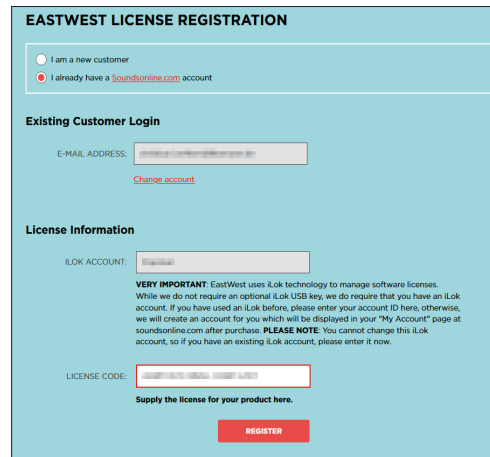 EASTWEST LICENSE REGISTRATION
I am a new customer
I already have a Soundsonline.com account
Existing Customer Login
E-MAIL ADDRESS:
Change account
License Information
ILOK ACCOUNT:
VERY IMPORTANT: EastWest uses iLok technology to manage software licenses.
While we do not require an optional iLok USB key, we do require that you have an iLok
account. If you have used an iLok before, please enter your account ID here, otherwise,
we will create an account for you which will be displayed in your "My Account" page at
soundsonline.com after purchase. PLEASE NOTE: You cannot change this iLok
account, so if you have an existing iLok account, please enter it now.
LICENSE CODE:
Supply the license for your product here.
REGISTER